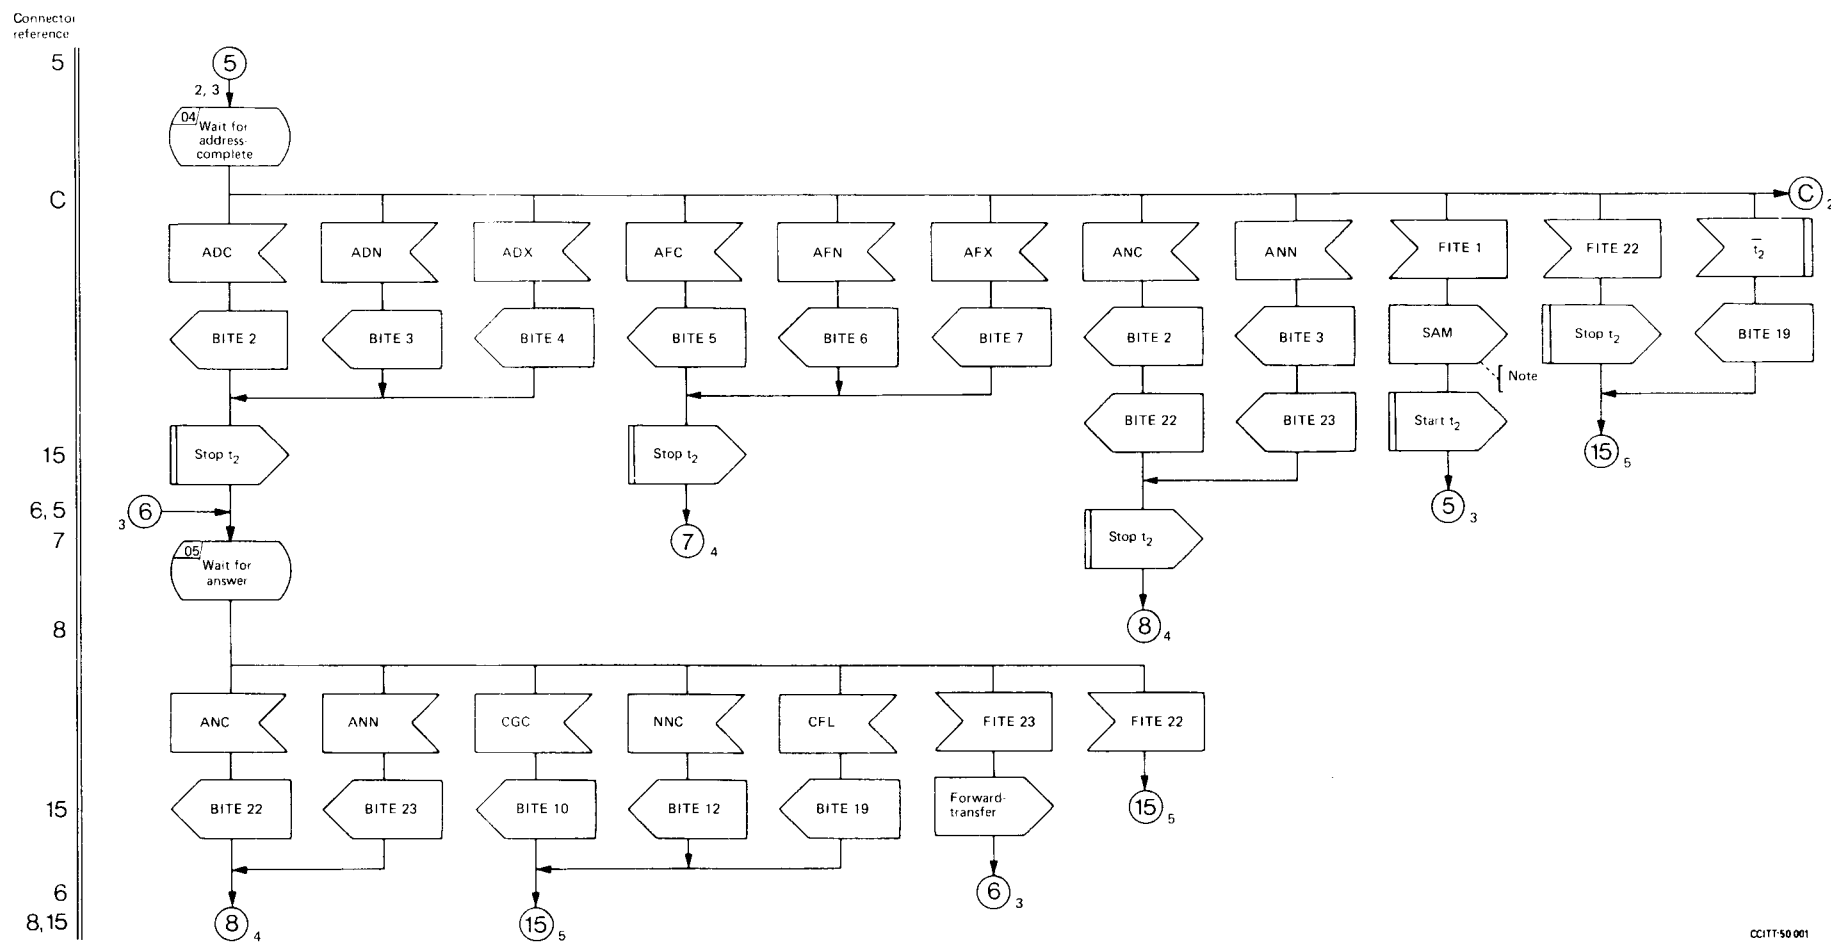 Connector
reference
5
5
2, 3
04
Wait for
address-
complete
C
C
2
ADC
ADN
ADX
AFC
AFN
AFX
ANC
ANN
FITE 1
FITE 22
t2
BITE 2
BITE 3
BITE 4
BITE 5
BITE 6
BITE 7
BITE 2
BITE 3
SAM
Stop t2
BITE 19
Note
BITE 22
BITE 23
Start t2
15
Stop t2
Stop t2
15 5
6, 5
3 6
5 3
7
7 4
Stop t2
05
Wait for
answer
8
8 4
ANC
ANN
CGC
NNC
CFL
FITE 23
FITE 22
15
BITE 22
BITE 23
BITE 10
BITE 12
BITE 19
Forward-
transfer
15 5
6
6 3
8, 15
8 4
15 5
CCITT-50 001